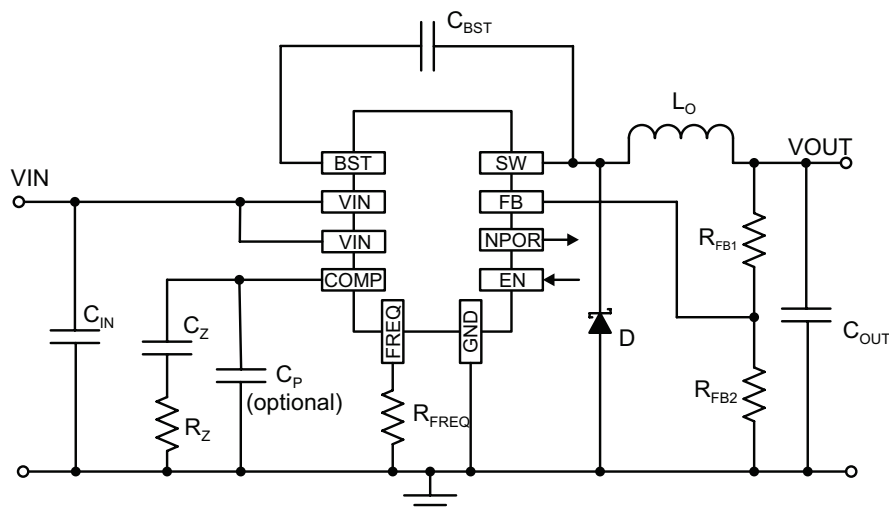 C_BST
L_O
VOUT
BST
SW
VIN
VIN
FB
R_FB1
VIN
NPOR
COMP
EN
C_IN
C_Z
FREQ
GND
D
C_OUT
C_P
(optional)
R_FB2
R_Z
R_FREQ